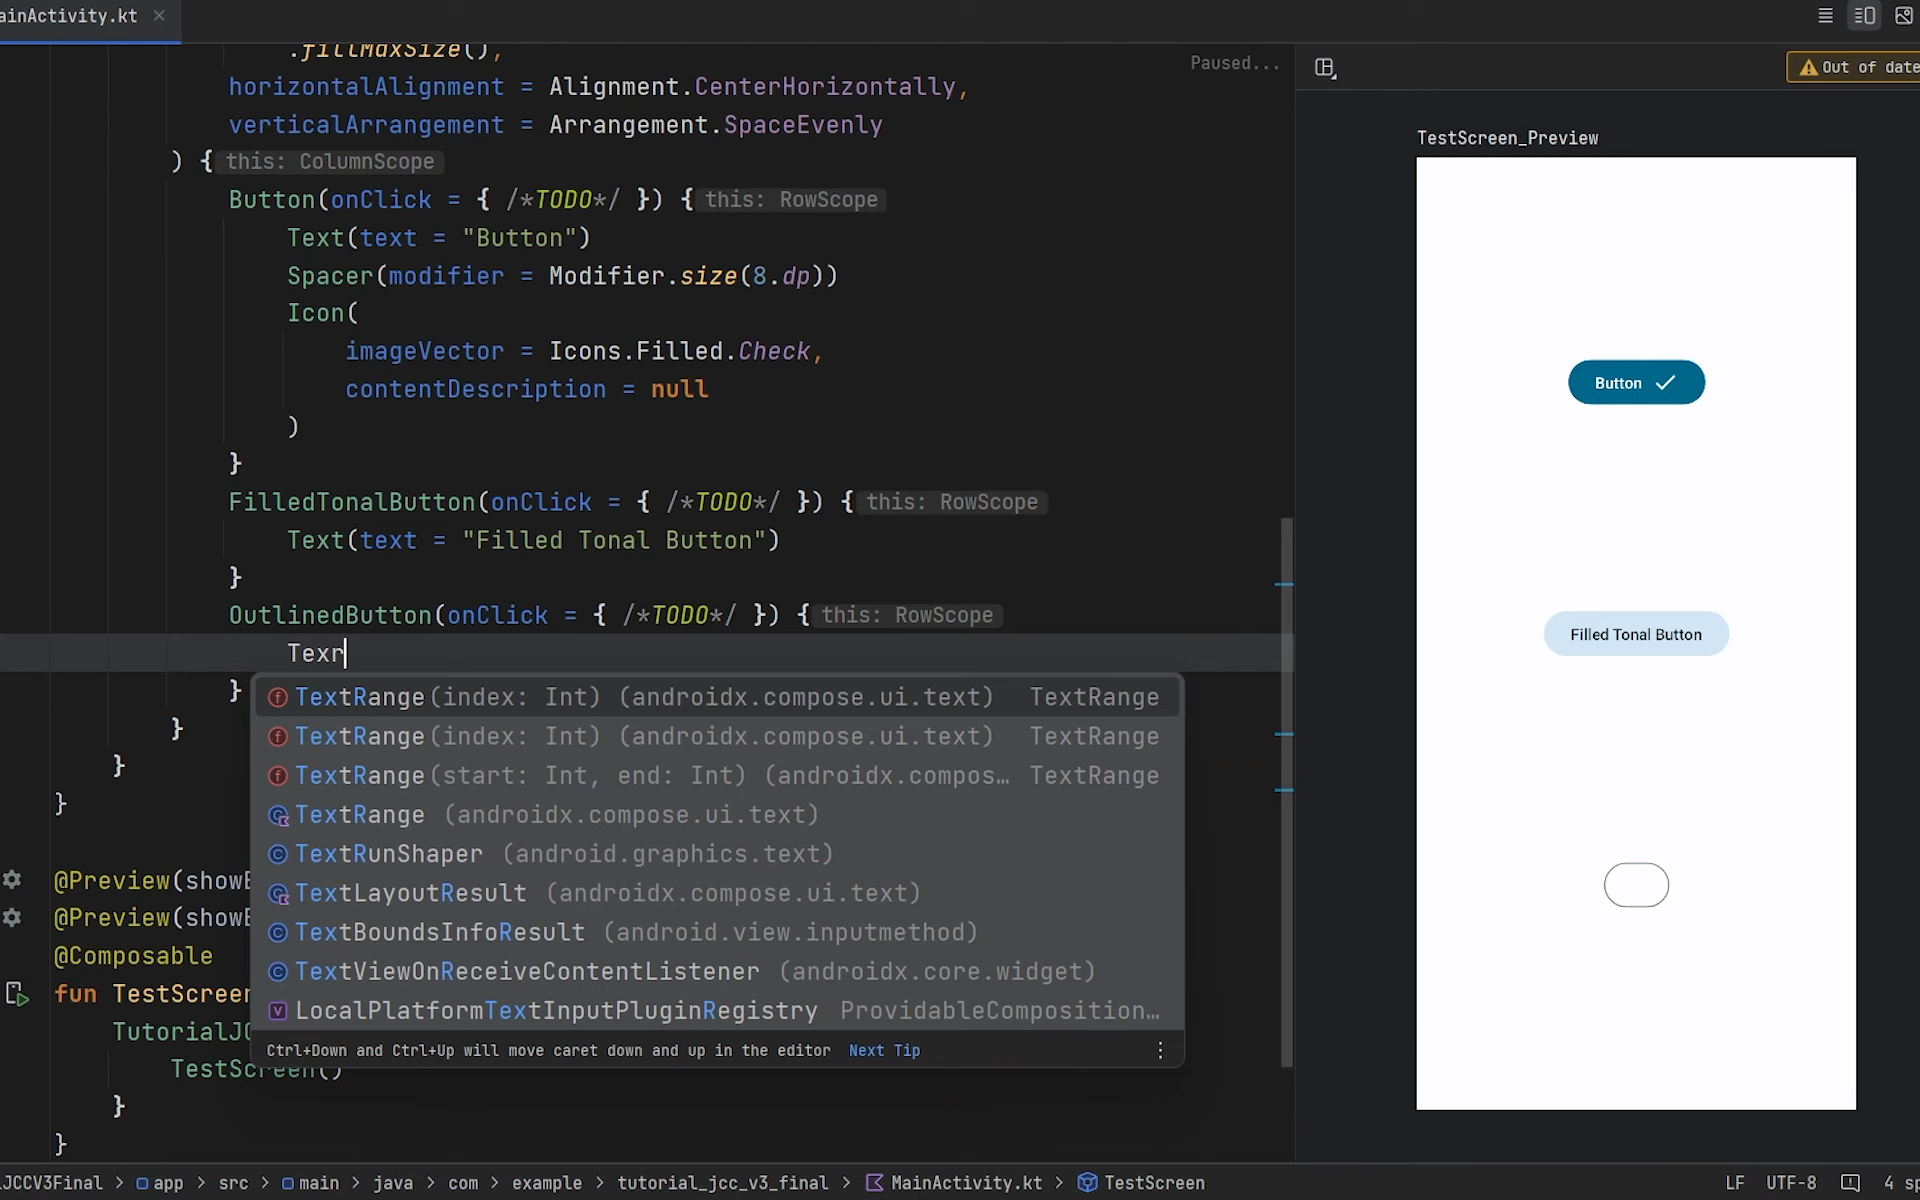 ainActivity.kt
.fillMaxSize(),
Paused...
Out of date
horizontalAlignment = Alignment.CenterHorizontally,
verticalArrangement = Arrangement.SpaceEvenly
) { this: ColumnScope
Button(onClick = { /*TODO*/ }) { this: RowScope
Text(text = "Button")
Spacer(modifier = Modifier.size(8.dp))
Icon(
imageVector = Icons.Filled.Check,
contentDescription = null
)
}
FilledTonalButton(onClick = { /*TODO*/ }) { this: RowScope
Text(text = "Filled Tonal Button")
}
OutlinedButton(onClick = { /*TODO*/ }) { this: RowScope
Texr
}
}
}
}
TextRange(index: Int) (androidx.compose.ui.text) TextRange
TextRange(index: Int) (androidx.compose.ui.text) TextRange
TextRange(start: Int, end: Int) (androidx.compos… TextRange
TextRange (androidx.compose.ui.text)
TextRunShaper (android.graphics.text)
TextLayoutResult (androidx.compose.ui.text)
TextBoundsInfoResult (android.view.inputmethod)
TextViewOnReceiveContentListener (androidx.core.widget)
LocalPlatformTextInputPluginRegistry ProvidableComposition…
Ctrl+Down and Ctrl+Up will move caret down and up in the editor Next Tip
@Preview(show
@Preview(show
@Composable
fun TestScreen
TutorialJC
TestScreen()
}
}
TestScreen_Preview
Button
Filled Tonal Button
JCCV3Final > app > src > main > java > com > example > tutorial_jcc_v3_final > MainActivity.kt > TestScreen
LF UTF-8 4 sp